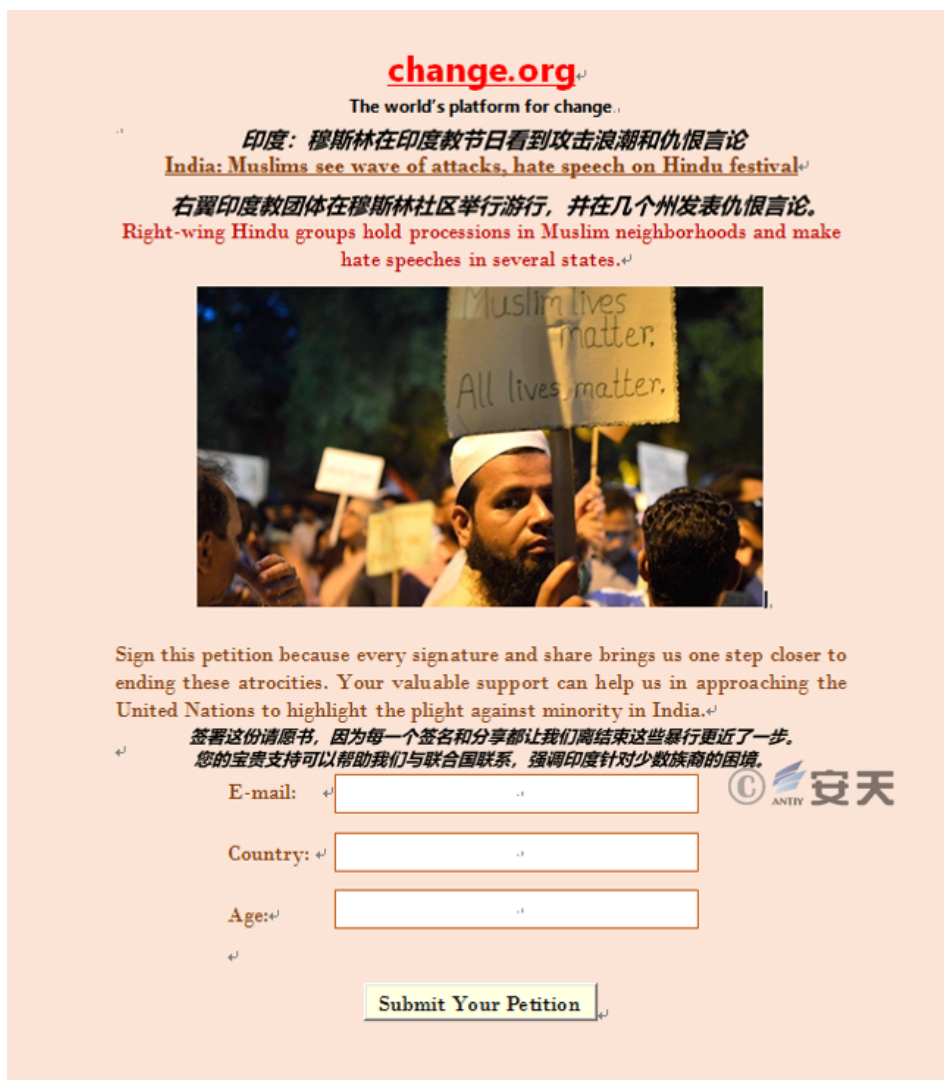 change.org
The world's platform for change.
印度：穆斯林在印度教节日看到攻击浪潮和仇恨言论
India: Muslims see wave of attacks, hate speech on Hindu festival
右翼印度教团体在穆斯林社区举行游行，并在几个州发表仇恨言论。
Right-wing Hindu groups hold processions in Muslim neighborhoods and make
hate speeches in several states.
Muslim lives
matter.
All lives matter.
Sign this petition because every signature and share brings us one step closer to
ending these atrocities. Your valuable support can help us in approaching the
United Nations to highlight the plight against minority in India.
签署这份请愿书，因为每一个签名和分享都让我们离结束这些暴行更近了一步。
您的宝贵支持可以帮助我们与联合国联系，强调印度针对少数族裔的困境。
E-mail:
© ANTIY 安天
Country:
Age:
Submit Your Petition